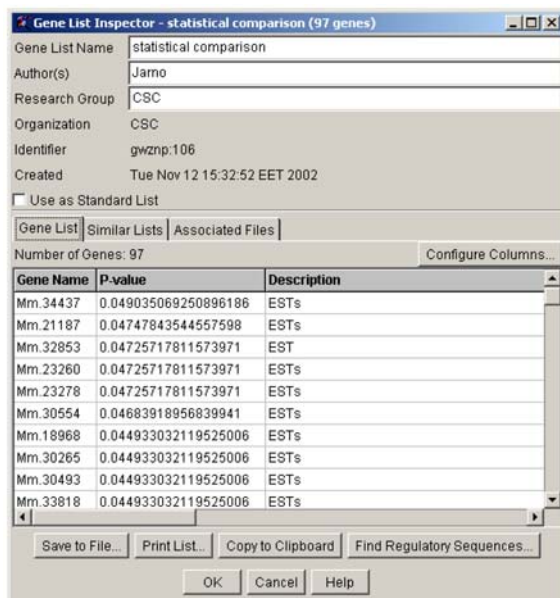 Gene List Inspector - statistical comparison (97 genes)
Gene List Name statistical comparison
Author(s) Jarno
Research Group CSC
Organization CSC
Identifier gwznp:106
Created Tue Nov 12 15:32:52 EET 2002
Use as Standard List
Gene List Similar Lists Associated Files
Number of Genes: 97 Configure Columns...
Gene Name P-value Description
Mm.34437 0.049035069250896186 ESTs
Mm.21187 0.04747843544557598 ESTs
Mm.32853 0.04725717811573971 EST
Mm.23260 0.04725717811573971 ESTs
Mm.23278 0.04725717811573971 ESTs
Mm.30554 0.04683918956839941 ESTs
Mm.18968 0.044933032119525006 ESTs
Mm.30265 0.044933032119525006 ESTs
Mm.30493 0.044933032119525006 ESTs
Mm.33818 0.044933032119525006 ESTs
Save to File... Print List... Copy to Clipboard Find Regulatory Sequences...
OK Cancel Help